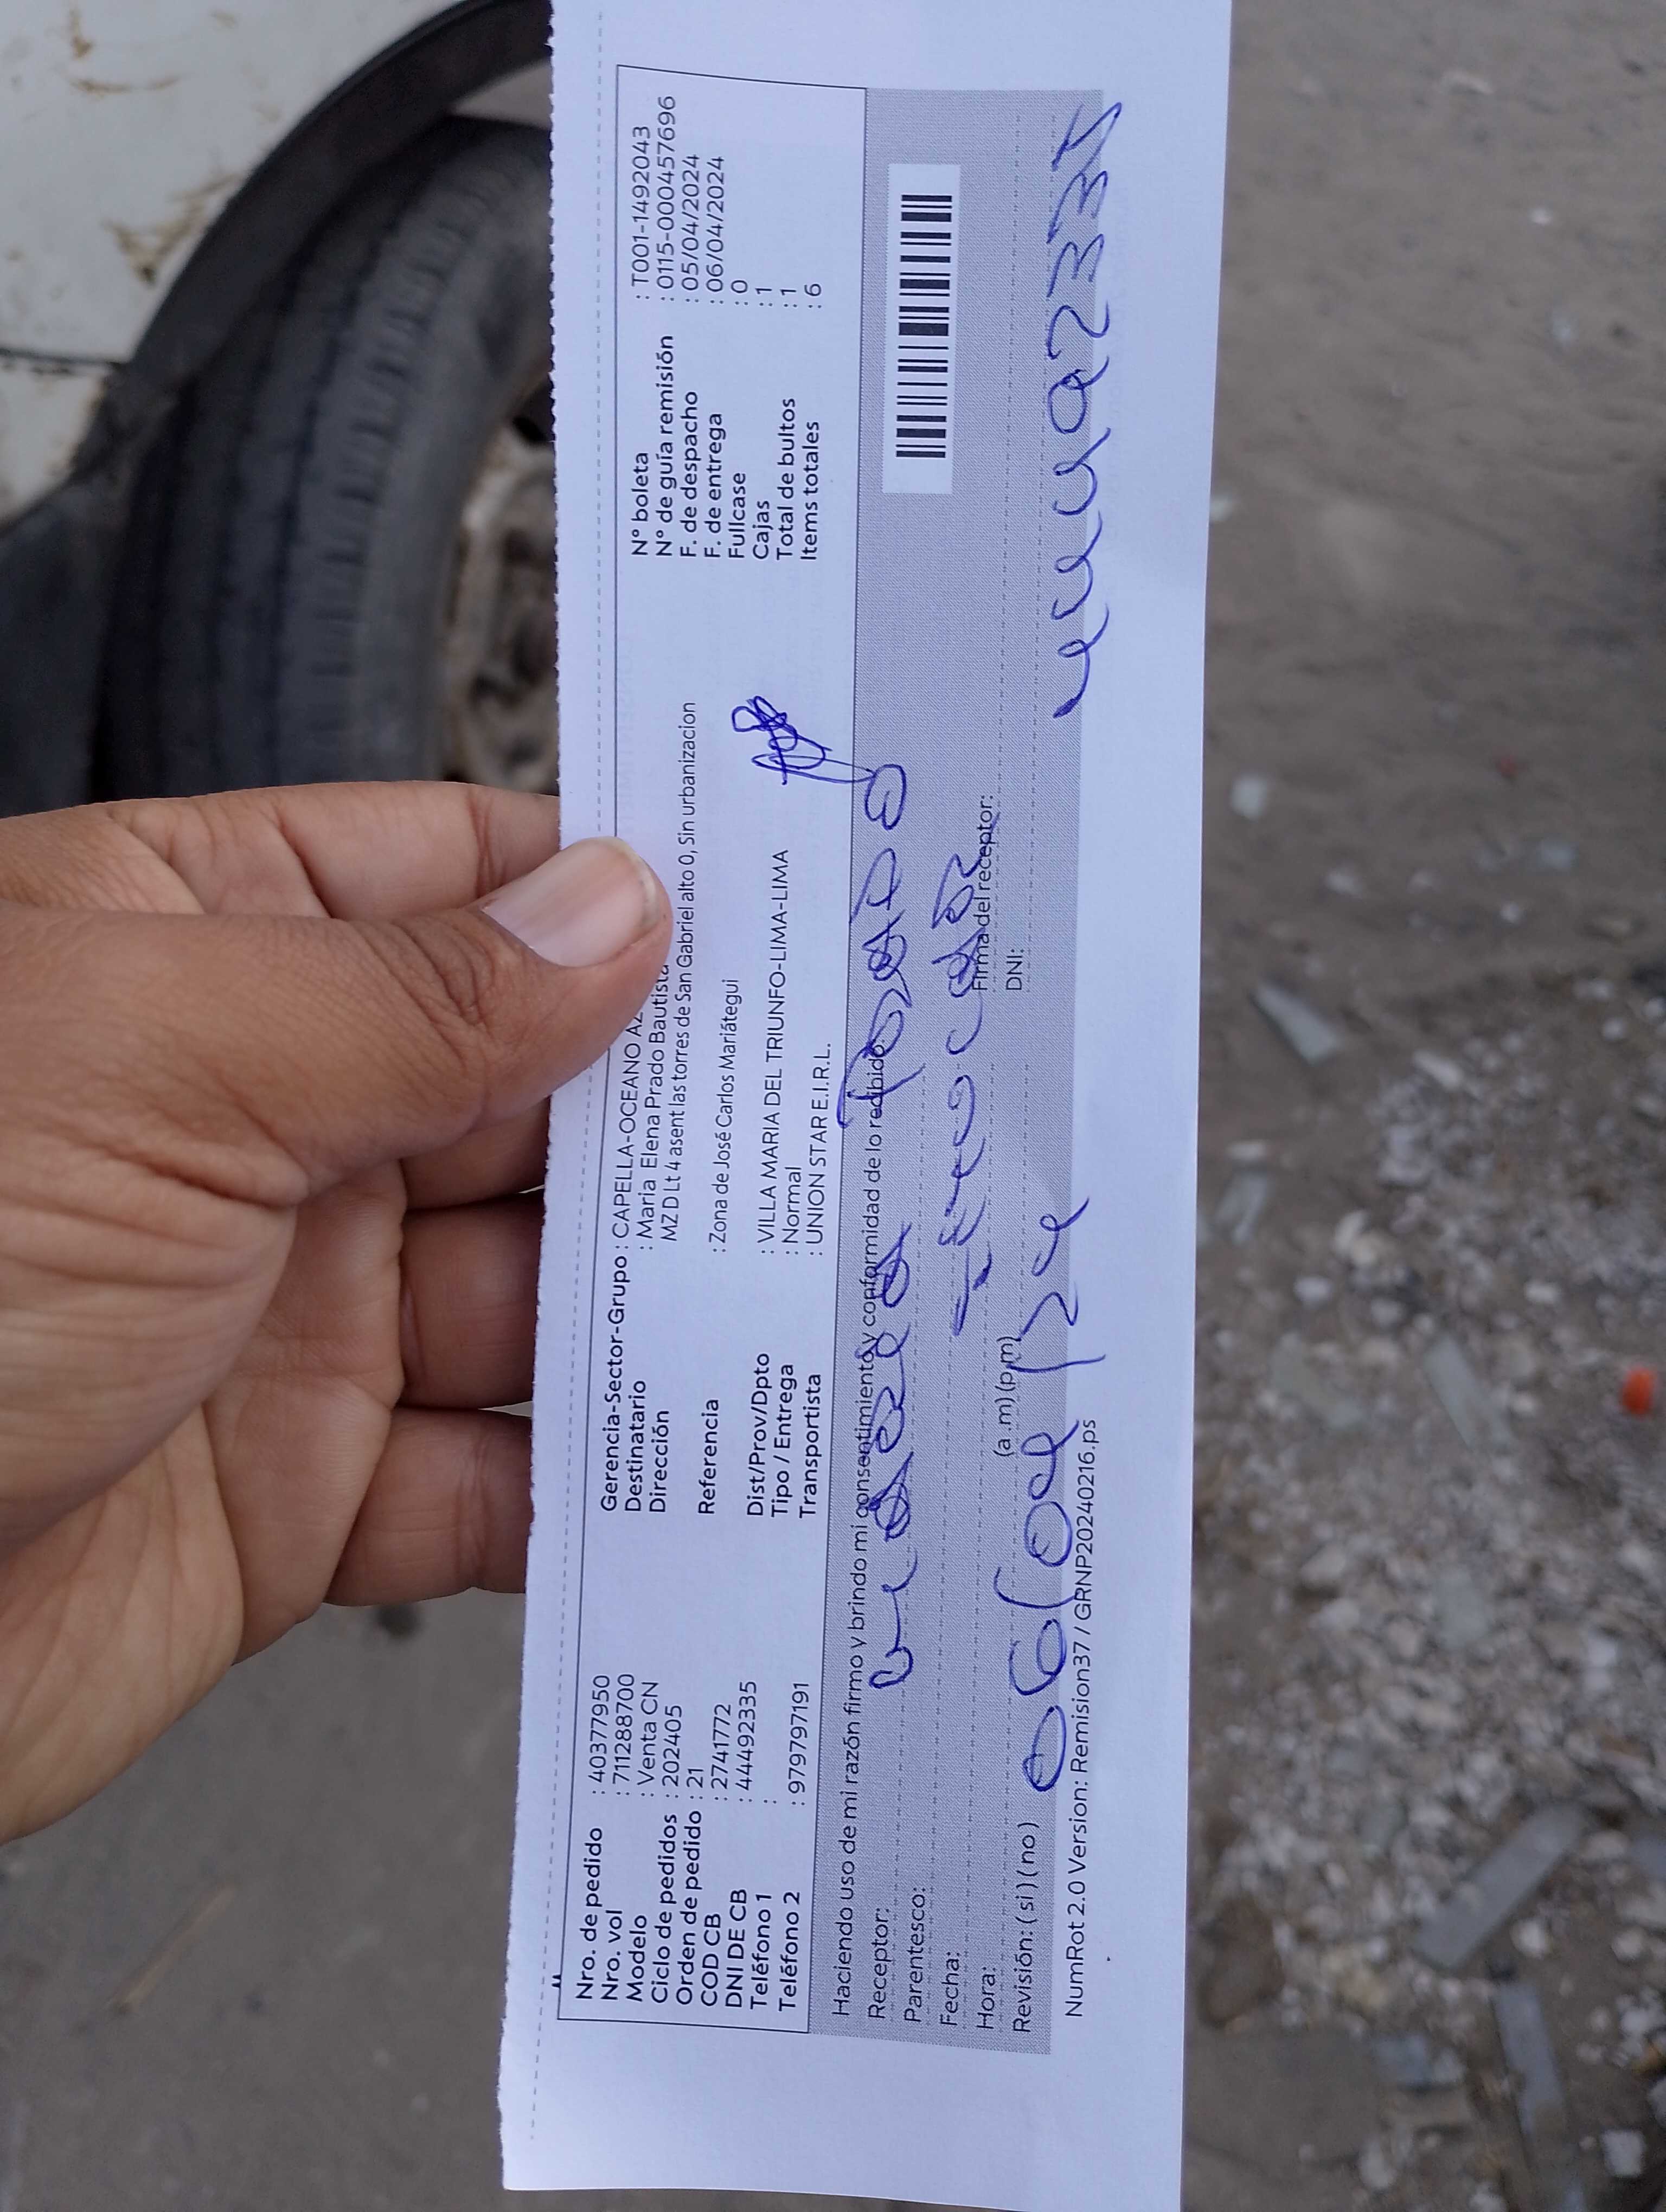 Nro. de pedido : 40377950
Nro. vol : 711288700
Modelo : Venta CN
Ciclo de pedidos : 202405
Orden de pedido : 21
COD CB : 2741772
DNI DE CB : 44492335
Teléfono 1 :
Teléfono 2 : 979797191
Gerencia-Sector-Grupo : CAPELLA-OCEANO
Destinatario : Maria Elena Prado Bautista
Dirección MZ D Lt 4 asent las torres de San Gabriel alto 0, Sin urbanizacion
Referencia : Zona de José Carlos Mariátegui
Dist/Prov/Dpto : VILLA MARIA DEL TRIUNFO-LIMA-LIMA
Tipo / Entrega : Normal
Transportista : UNION STAR E.I.R.L.
N° boleta : T001-1492043
N° de guía remisión : 0115-000457696
F. de despacho : 05/04/2024
F. de entrega : 06/04/2024
Fullcase : 0
Cajas : 1
Total de bultos : 1
Items totales : 6
Haciendo uso de mi razón firmo y brindo mi consentimiento y conformidad de lo recibido.
Receptor:
Parentesco:
Fecha:
Hora: (a .m) (p.m)
Revisión: ( si ) ( no )
Firma del receptor:
DNI: 44492335
NumRot 2.0 Version: Remision37 / GRNP20240216.ps